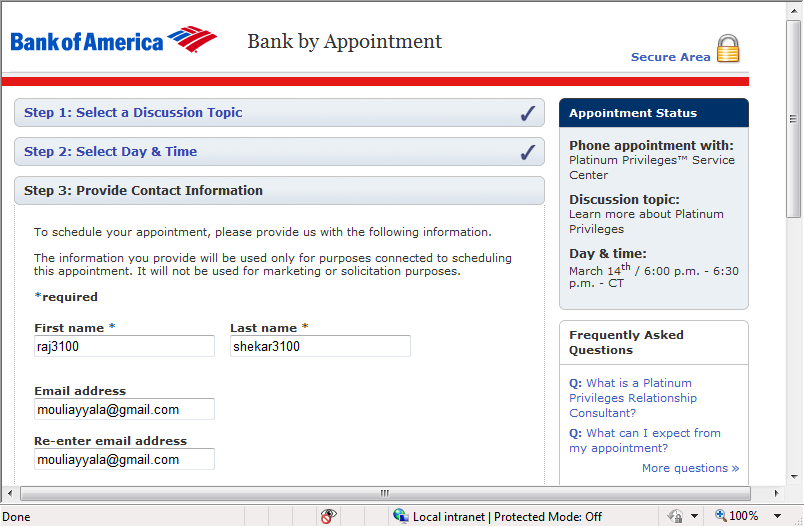 Bank of America
Bank by Appointment
Secure Area
Step 1: Select a Discussion Topic
Step 2: Select Day & Time
Step 3: Provide Contact Information
To schedule your appointment, please provide us with the following information.
The information you provide will be used only for purposes connected to scheduling
this appointment. It will not be used for marketing or solicitation purposes.
*required
First name *
Last name *
raj3100
shekar3100
Email address
mouliayyala@gmail.com
Re-enter email address
mouliayyala@gmail.com
Appointment Status
Phone appointment with:
Platinum Privileges™ Service
Center
Discussion topic:
Learn more about Platinum
Privileges
Day & time:
March 14th / 6:00 p.m. - 6:30
p.m. - CT
Frequently Asked
Questions
Q: What is a Platinum
Privileges Relationship
Consultant?
Q: What can I expect from
my appointment?
More questions »
Done
Local intranet | Protected Mode: Off
100%